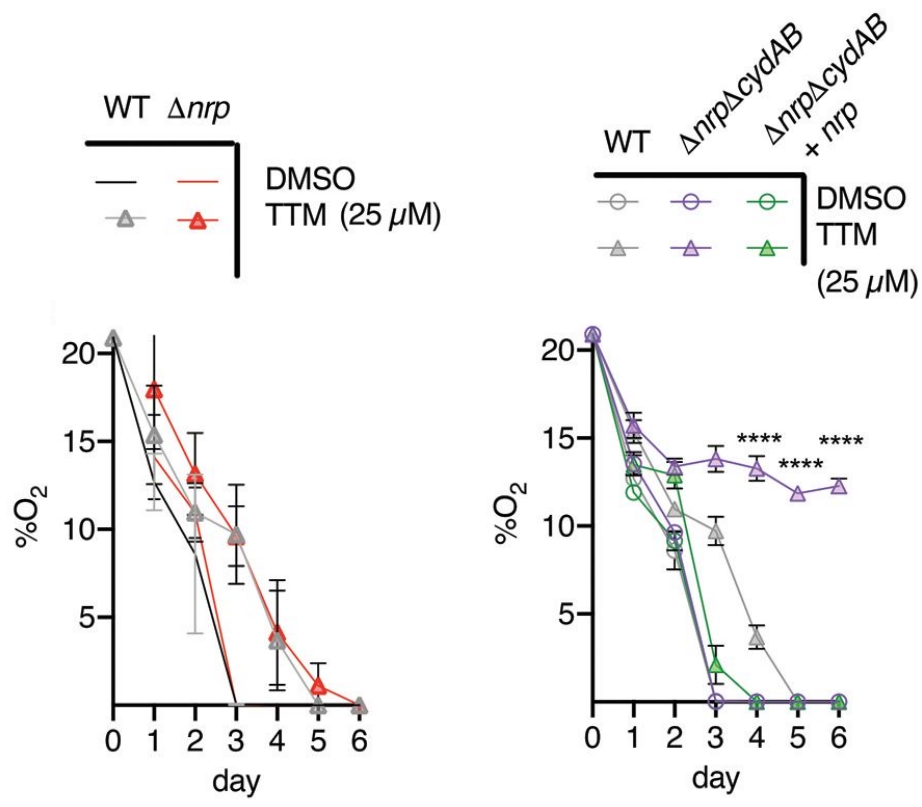 WT Δnrp
DMSO
TTM (25 µM)
%O2
20
15
10
5
0 1 2 3 4 5 6
day
WT ΔnrpΔcydAB ΔnrpΔcydAB
+ nrp
DMSO
TTM
(25 µM)
%O2
20
15
10
5
**** **** ****
0 1 2 3 4 5 6
day